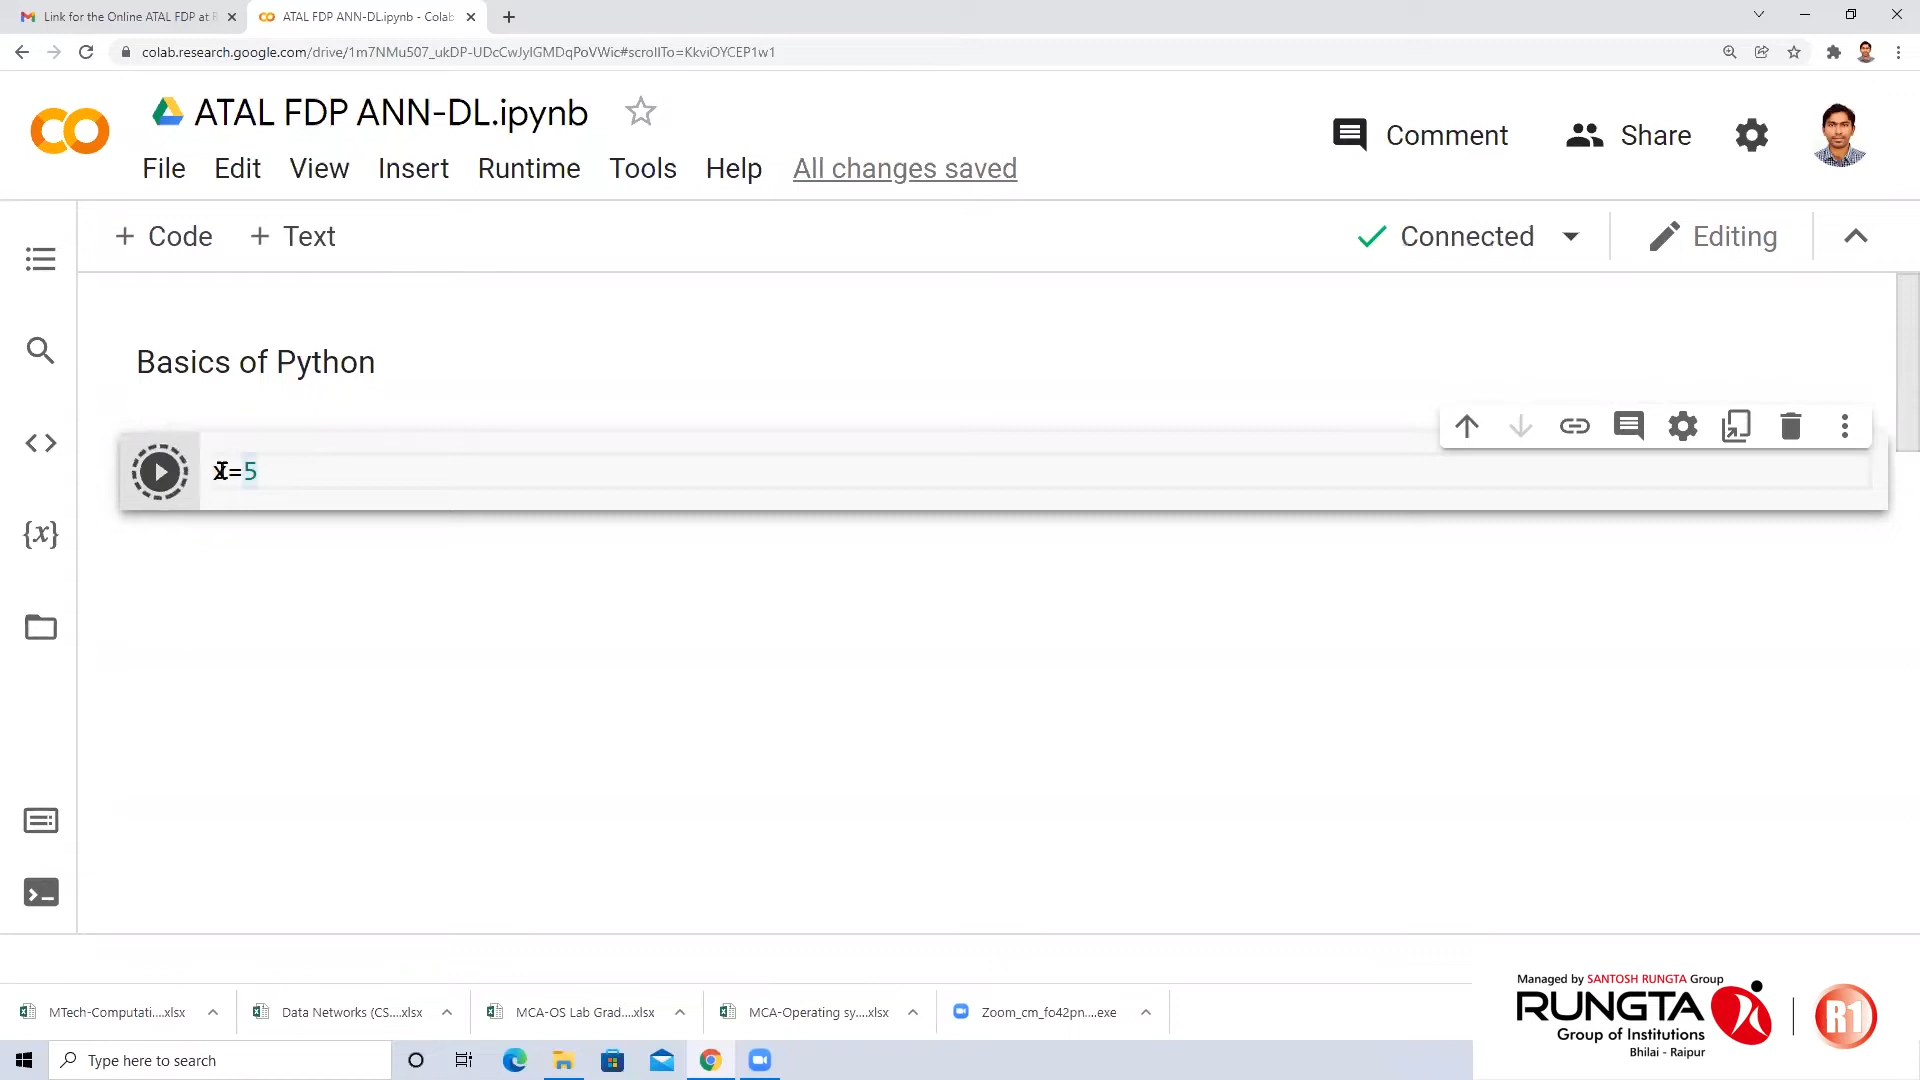 Link for the Online ATAL FDP at
ATAL FDP ANN-DL.ipynb - Colab
colab.research.google.com/drive/1m7NMu507_ukDP-UDcCwJyIGMDqPoVWic#scrollTo=KkviOYCEP1w1
CO
ATAL FDP ANN-DL.ipynb
Comment
Share
File Edit View Insert Runtime Tools Help All changes saved
+ Code + Text
Connected
Editing
Basics of Python
x=5
{x}
MTech-Computati....xlsx
Data Networks (CS....xlsx
MCA-OS Lab Grad....xlsx
MCA-Operating sy....xlsx
Zoom_cm_fo42pn....exe
Type here to search
Managed by SANTOSH RUNGTA Group
RUNGTA
Group of Institutions
Bhilai - Raipur
R1